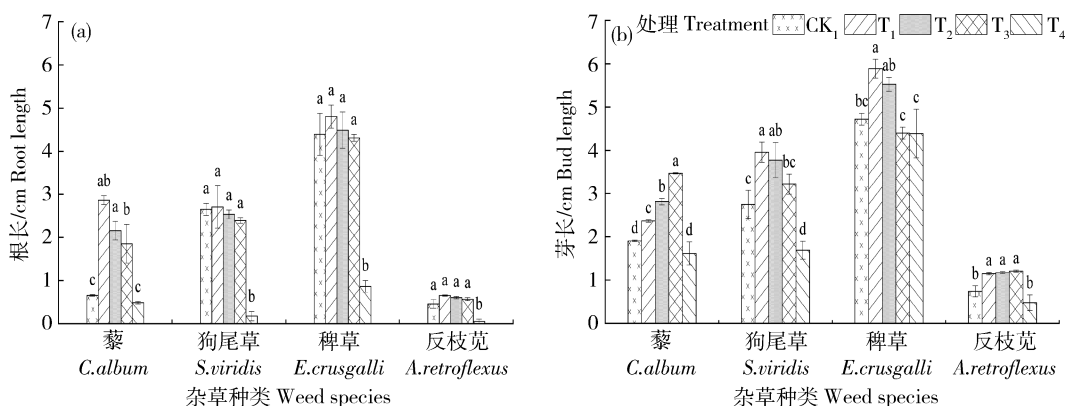 (a)
7
6
5
4
3
2
1
0
根长/cm Root length
ab
a
b
c
c
a
a
a
a
b
a
a
a
a
b
a
a
a
a
b
藜
狗尾草
稗草
反枝苋
C.album
S.viridis
E.crusgalli
A.retroflexus
杂草种类 Weed species
(b)
处理 Treatment CK₁ T₁ T₂ T₃ T₄
7
6
5
4
3
2
1
0
芽长/cm Bud length
d
c
b
a
d
c
a
ab
bc
d
bc
a
ab
c
c
b
a
a
a
b
藜
狗尾草
稗草
反枝苋
C.album
S.viridis
E.crusgalli
A.retroflexus
杂草种类 Weed species